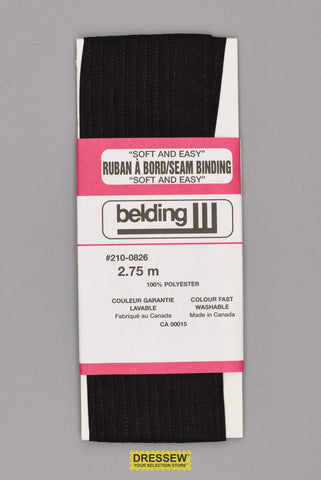 "SOFT AND EASY"
RUBAN À BORD/SEAM BINDING
"SOFT AND EASY"
belding
#210-0826
2.75 m
100% POLYESTER
COULEUR GARANTIE COLOUR FAST
LAVABLE WASHABLE
Fabriqué au Canada Made in Canada
CA 00015
DRESSEW
YOUR SELECTION STORE